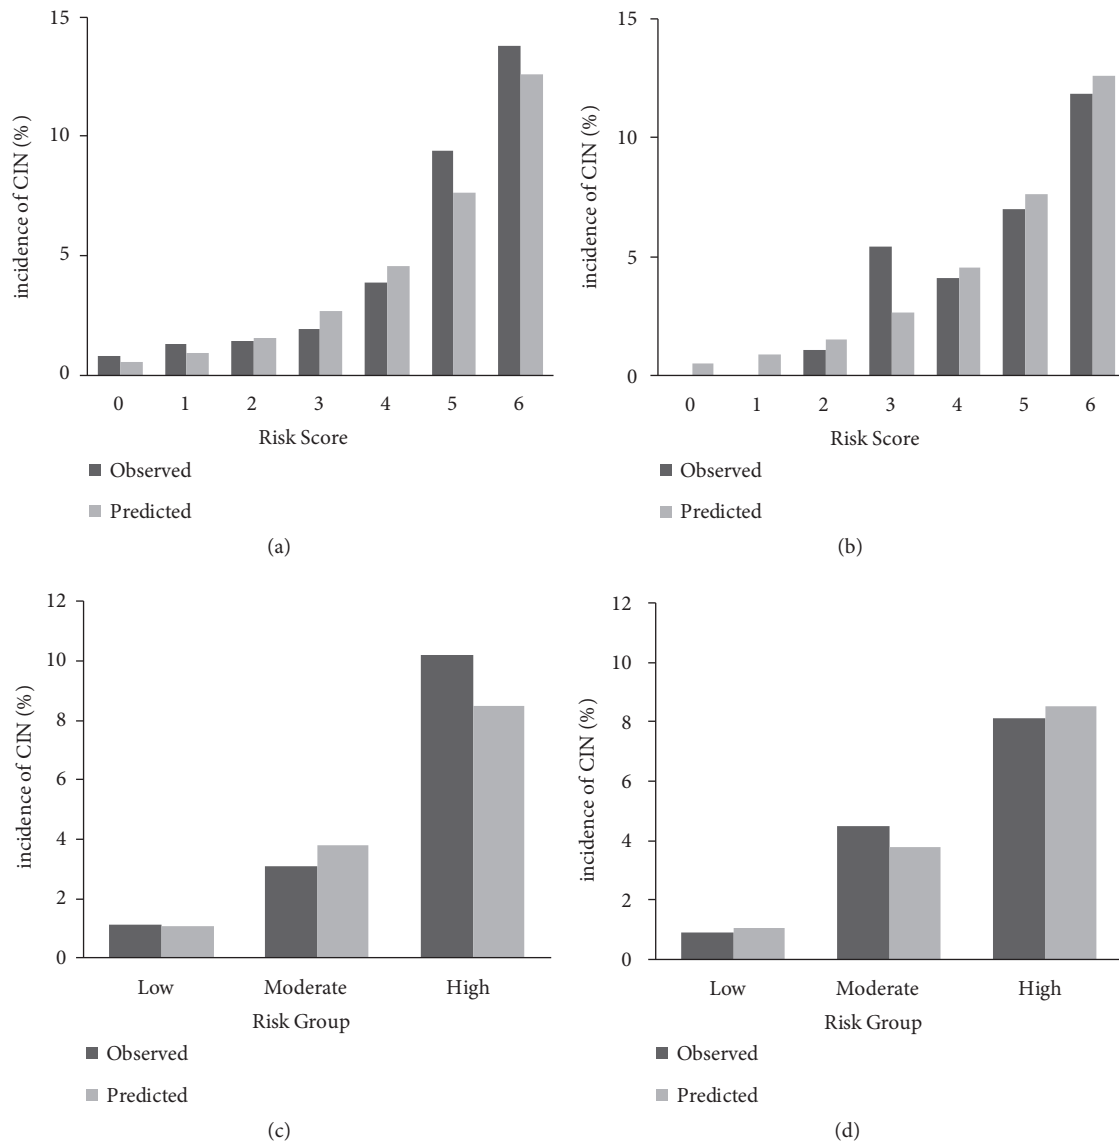 15
10
5
0
incidence of CIN (%)
0 1 2 3 4 5 6
Risk Score
Observed
Predicted
(a)
15
10
5
0
incidence of CIN (%)
0 1 2 3 4 5 6
Risk Score
Observed
Predicted
(b)
12
10
8
6
4
2
0
incidence of CIN (%)
Low Moderate High
Risk Group
Observed
Predicted
(c)
12
10
8
6
4
2
0
incidence of CIN (%)
Low Moderate High
Risk Group
Observed
Predicted
(d)